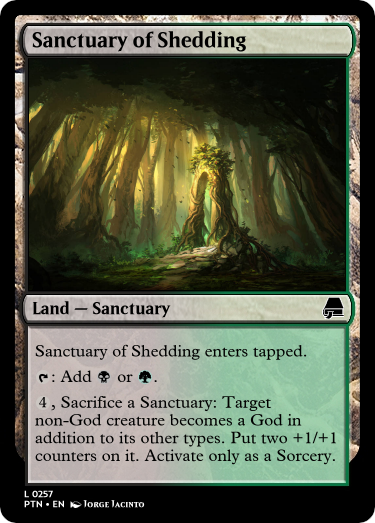 Sanctuary of Shedding
Land — Sanctuary
Sanctuary of Shedding enters tapped.
: Add or .
4 , Sacrifice a Sanctuary: Target
non-God creature becomes a God in
addition to its other types. Put two +1/+1
counters on it. Activate only as a Sorcery.
L 0257
PTN • EN Jorge Jacinto